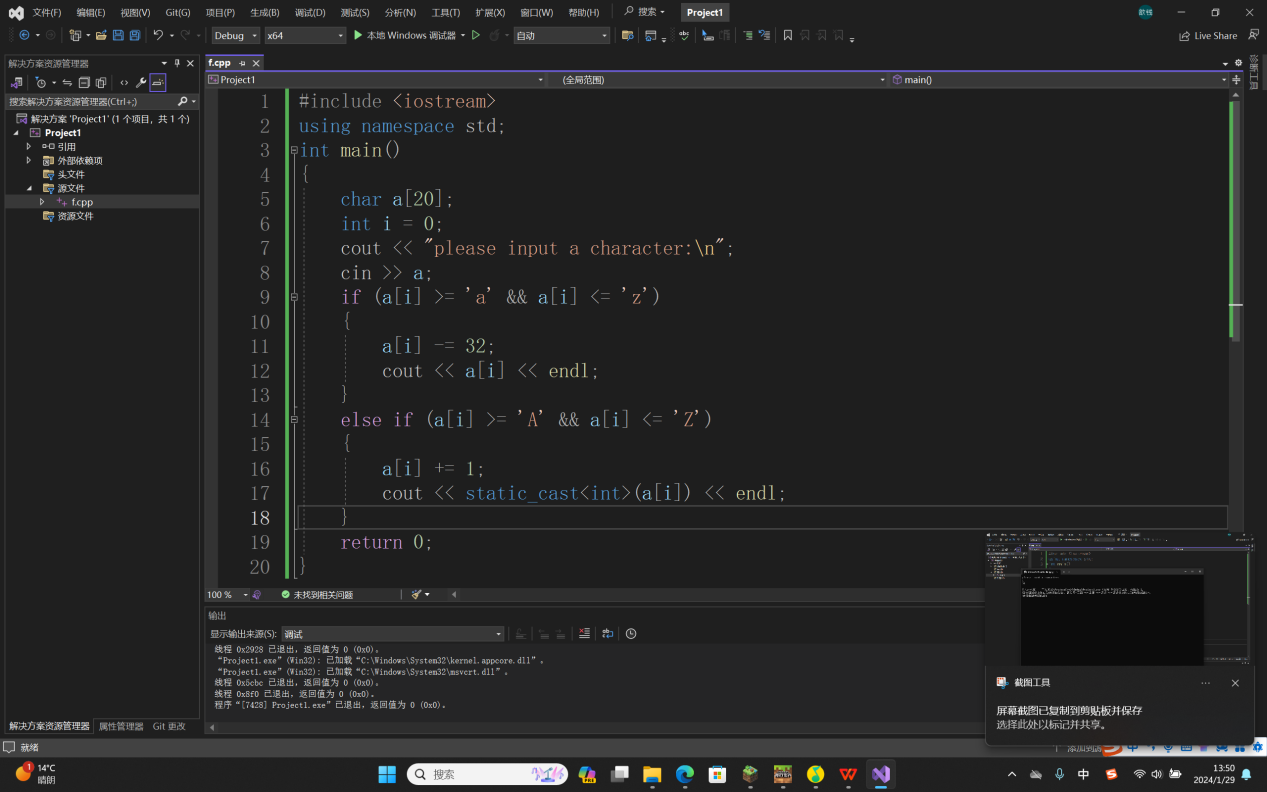 文件(F) 编辑(E) 视图(V) Git(G) 项目(P) 生成(B) 调试(D) 测试(S) 分析(N) 工具(T) 扩展(X) 窗口(W) 帮助(H) 搜索 Project1
Debug x64 本地 Windows 调试器 自动 Live Share
解决方案资源管理器
搜索解决方案资源管理器(Ctrl+;)
解决方案 'Project1' (1 个项目，共 1 个)
Project1
引用
外部依赖项
头文件
源文件
f.cpp
资源文件
解决方案资源管理器 属性管理器 Git 更改
f.cpp
Project1 (全局范围) main()
诊断工具
1 #include <iostream>
2 using namespace std;
3 int main()
4 {
5 char a[20];
6 int i = 0;
7 cout << "please input a character:\n";
8 cin >> a;
9 if (a[i] >= 'a' && a[i] <= 'z')
10 {
11 a[i] -= 32;
12 cout << a[i] << endl;
13 }
14 else if (a[i] >= 'A' && a[i] <= 'Z')
15 {
16 a[i] += 1;
17 cout << static_cast<int>(a[i]) << endl;
18 }
19 return 0;
20 }
100 % 未找到相关问题
输出
显示输出来源(S): 调试
线程 0x2928 已退出，返回值为 0 (0x0)。
“Project1.exe”(Win32): 已加载“C:\Windows\System32\kernel.appcore.dll”。
“Project1.exe”(Win32): 已加载“C:\Windows\System32\msvcrt.dll”。
线程 0x5cbc 已退出，返回值为 0 (0x0)。
线程 0x8f0 已退出，返回值为 0 (0x0)。
程序“[7428] Project1.exe”已退出，返回值为 0 (0x0)。
截图工具
屏幕截图已复制到剪贴板并保存
选择此处以标记并共享。
就绪
1 14°C
晴朗
搜索
PRE
中
13:50
2024/1/29